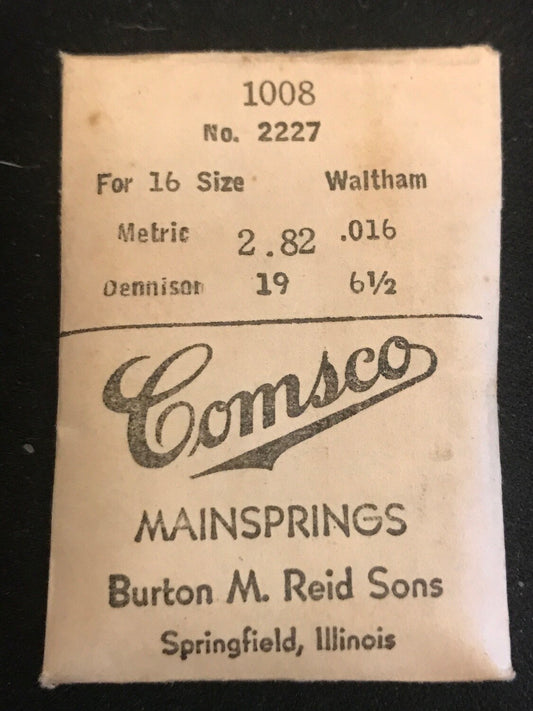 1008
No. 2227
For 16 Size Waltham
Metric 2.82 .016
Dennison 19 6½
Comsco
MAINSPRINGS
Burton M. Reid Sons
Springfield, Illinois